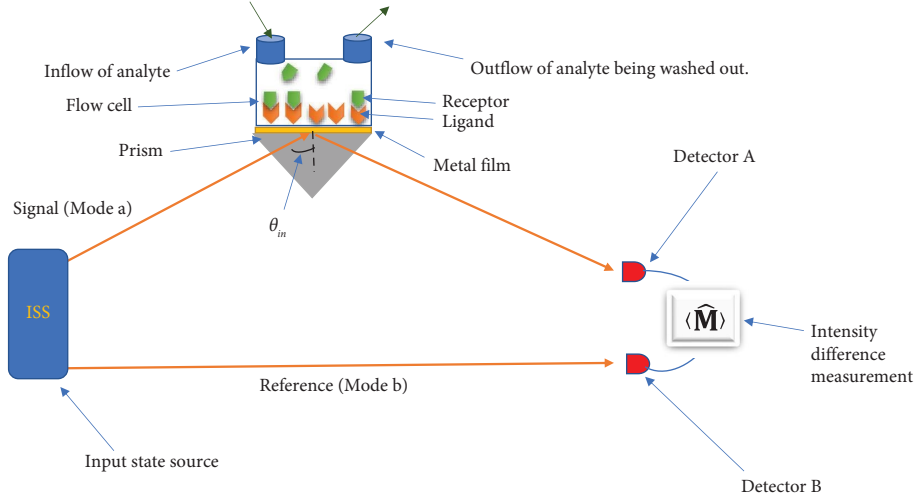 Inflow of analyte
Outflow of analyte being washed out.
Flow cell
Receptor
Ligand
Prism
Metal film
Detector A
θin
Signal (Mode a)
ISS
⟨M̂⟩
Intensity
difference
measurement
Reference (Mode b)
Input state source
Detector B